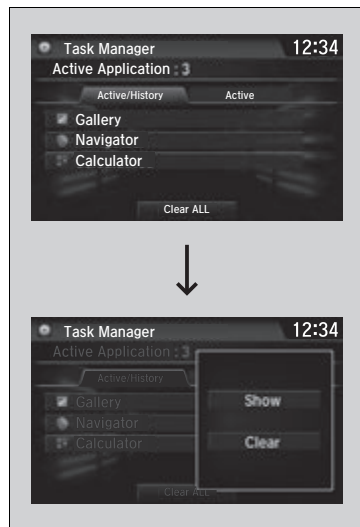 Task Manager 12:34
Active Application : 3
Active/History Active
Gallery
Navigator
Calculator
Clear ALL
Task Manager 12:34
Active Application : 3
Active/History
Gallery Show
Navigator
Calculator Clear
Clear ALL